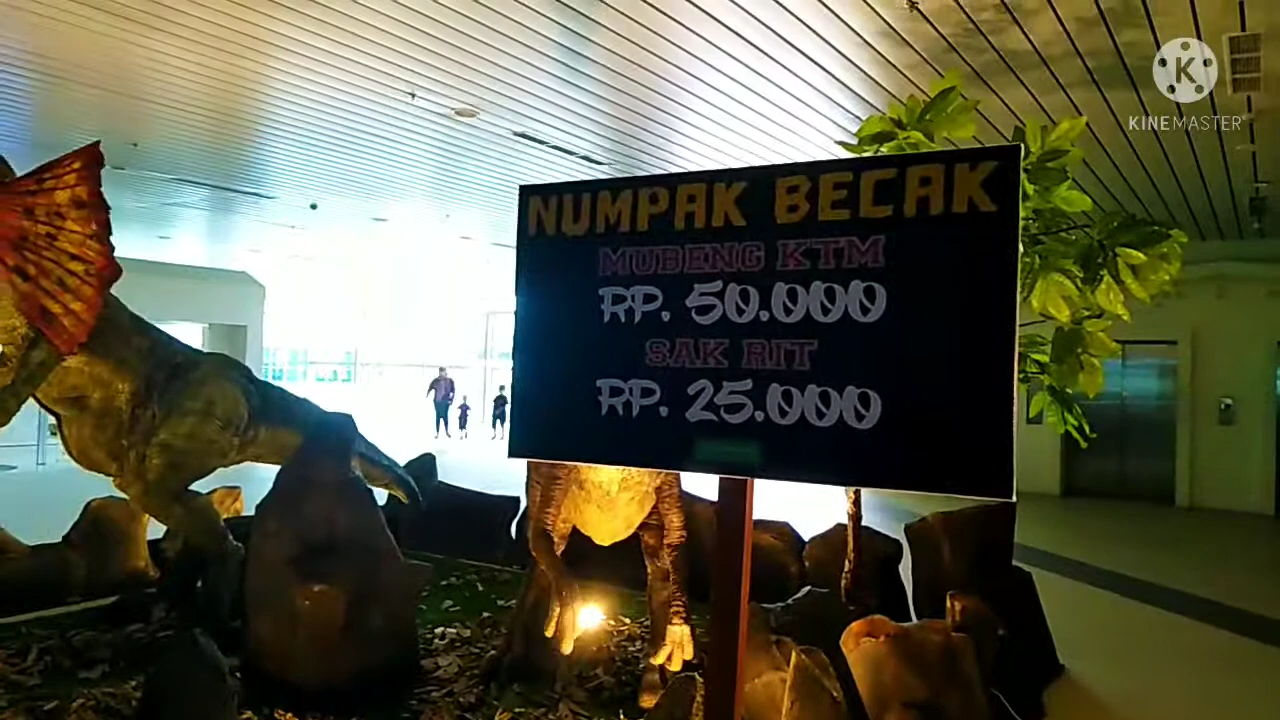 K
KINEMASTER
NUMPAK BECAK
MUBENG KTM
RP. 50.000
SAK RIT
RP. 25.000